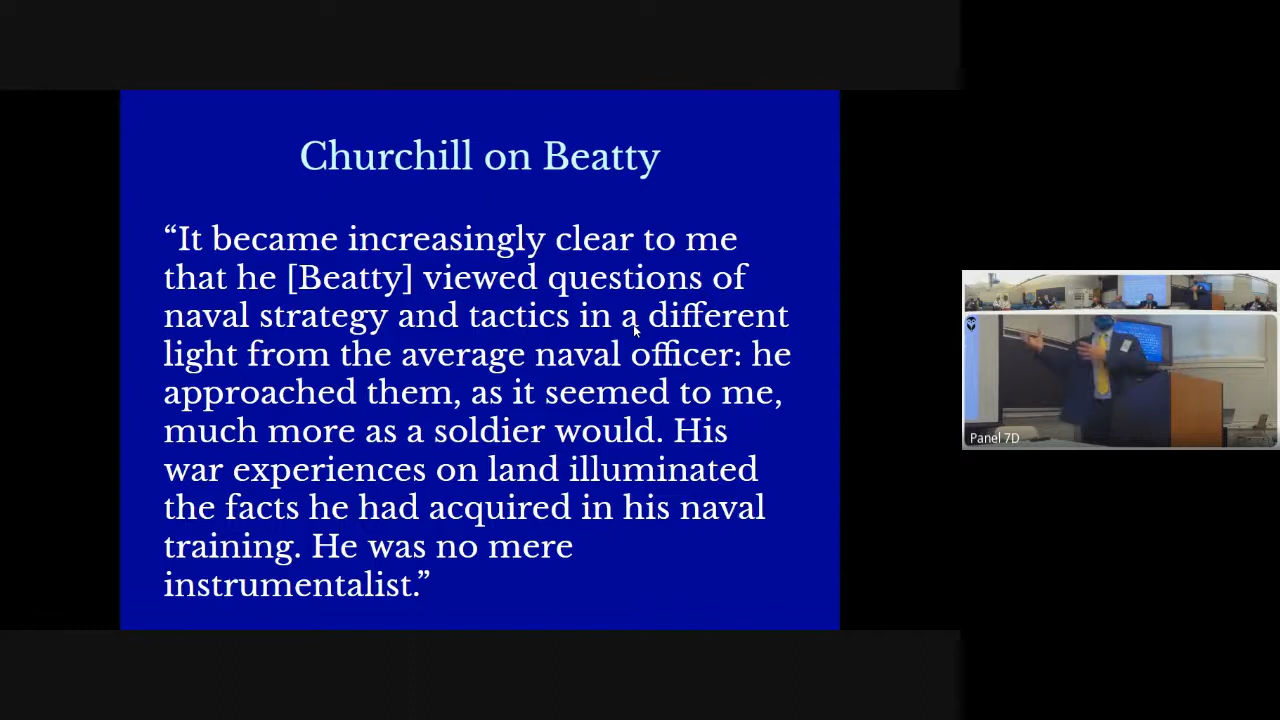 Churchill on Beatty
“It became increasingly clear to me
that he [Beatty] viewed questions of
naval strategy and tactics in a different
light from the average naval officer: he
approached them, as it seemed to me,
much more as a soldier would. His
war experiences on land illuminated
the facts he had acquired in his naval
training. He was no mere
instrumentalist.”
Panel 7D